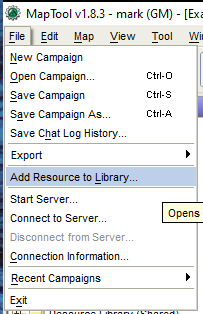 MapTool v1.8.3 - mark (GM) - [Exa
File Edit Map View Tool Win
New Campaign
Open Campaign... Ctrl-O
Save Campaign Ctrl-S
Save Campaign As... Ctrl-A
Save Chat Log History...
Export
Add Resource to Library...
Start Server...
Connect to Server... Opens
Disconnect from Server...
Connection Information...
Recent Campaigns
Exit
Resource Library (Shared)